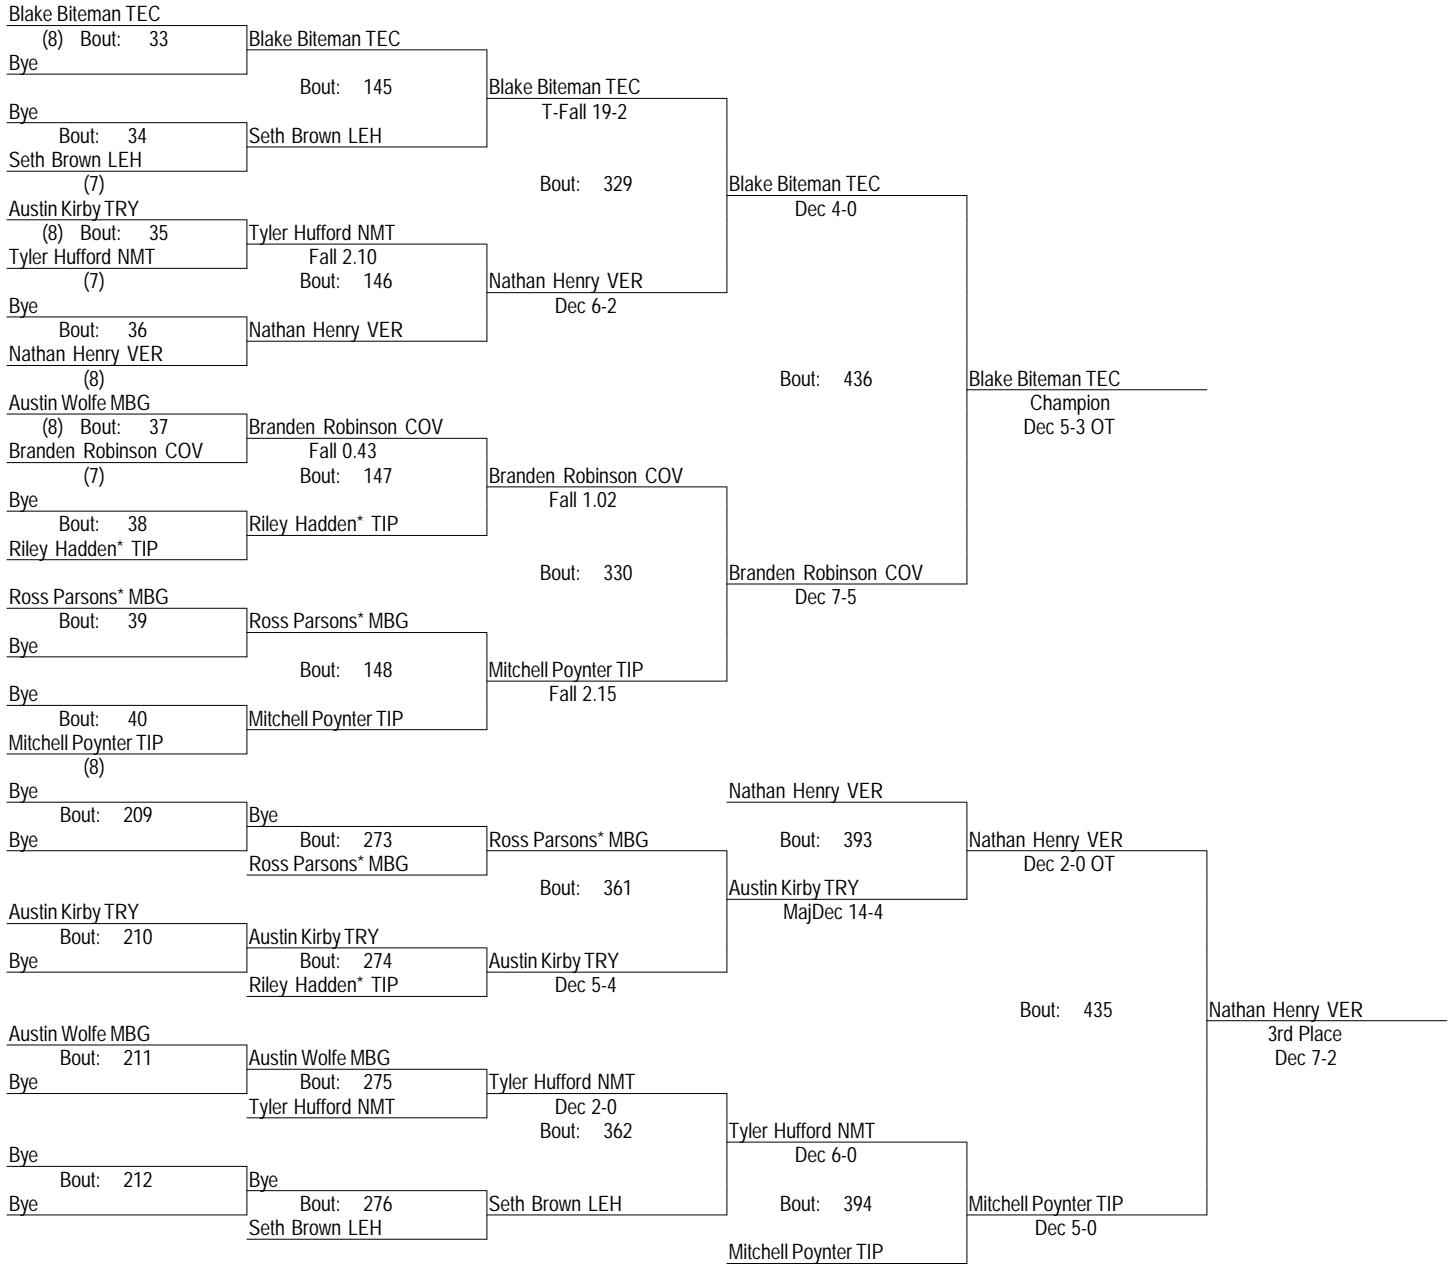 Blake Biteman TEC
(8) Bout: 33
Blake Biteman TEC
Bye
Bout: 145
Blake Biteman TEC
Bye
T-Fall 19-2
Bout: 34
Seth Brown LEH
Seth Brown LEH
(7)
Bout: 329
Blake Biteman TEC
Austin Kirby TRY
Dec 4-0
(8) Bout: 35
Tyler Hufford NMT
Tyler Hufford NMT
Fall 2.10
(7)
Bout: 146
Nathan Henry VER
Bye
Dec 6-2
Bout: 36
Nathan Henry VER
Nathan Henry VER
(8)
Bout: 436
Blake Biteman TEC
Austin Wolfe MBG
Champion
(8) Bout: 37
Branden Robinson COV
Dec 5-3 OT
Branden Robinson COV
Fall 0.43
(7)
Bout: 147
Branden Robinson COV
Bye
Fall 1.02
Bout: 38
Riley Hadden* TIP
Riley Hadden* TIP
Bout: 330
Branden Robinson COV
Ross Parsons* MBG
Dec 7-5
Bout: 39
Ross Parsons* MBG
Bye
Bout: 148
Mitchell Poynter TIP
Bye
Fall 2.15
Bout: 40
Mitchell Poynter TIP
Mitchell Poynter TIP
(8)
Bye
Nathan Henry VER
Bout: 209
Bye
Bye
Bout: 273
Ross Parsons* MBG
Bout: 393
Nathan Henry VER
Ross Parsons* MBG
Dec 2-0 OT
Bout: 361
Austin Kirby TRY
Austin Kirby TRY
MajDec 14-4
Bout: 210
Austin Kirby TRY
Bye
Bout: 274
Austin Kirby TRY
Riley Hadden* TIP
Dec 5-4
Bout: 435
Nathan Henry VER
Austin Wolfe MBG
3rd Place
Bout: 211
Austin Wolfe MBG
Dec 7-2
Bye
Bout: 275
Tyler Hufford NMT
Tyler Hufford NMT
Dec 2-0
Bout: 362
Tyler Hufford NMT
Bye
Dec 6-0
Bout: 212
Bye
Bye
Bout: 276
Seth Brown LEH
Bout: 394
Mitchell Poynter TIP
Seth Brown LEH
Dec 5-0
Mitchell Poynter TIP